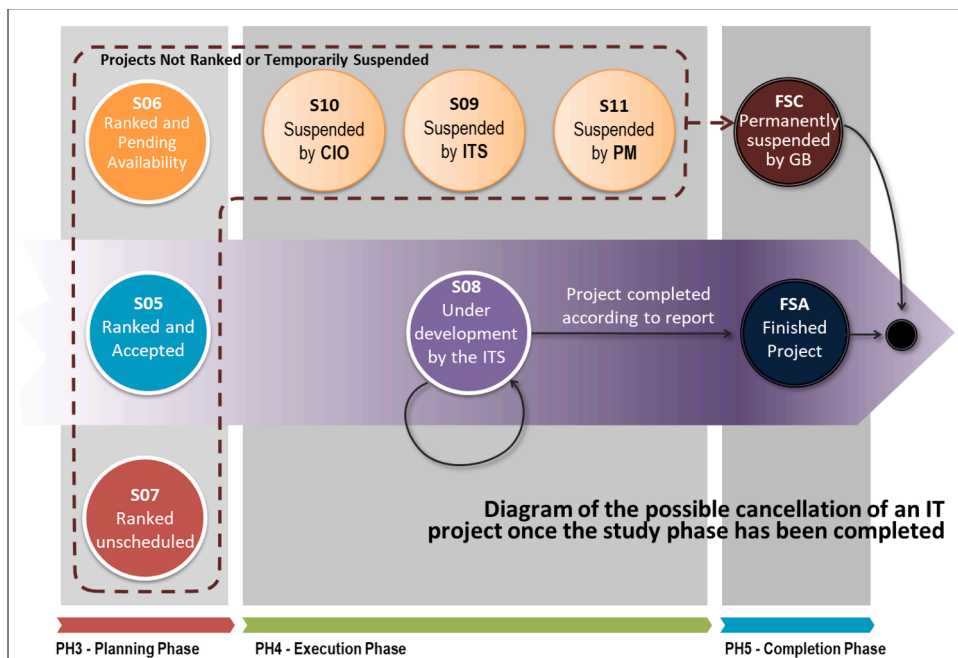 Projects Not Ranked or Temporarily Suspended
S06
Ranked and
Pending
Availability
S10
Suspended
by CIO
S09
Suspended
by ITS
S11
Suspended
by PM
FSC
Permanently
suspended
by GB
S05
Ranked and
Accepted
S08
Under
development
by the ITS
Project completed
according to report
FSA
Finished
Project
S07
Ranked
unscheduled
Diagram of the possible cancellation of an IT
project once the study phase has been completed
PH3 - Planning Phase
PH4 - Execution Phase
PH5 - Completion Phase